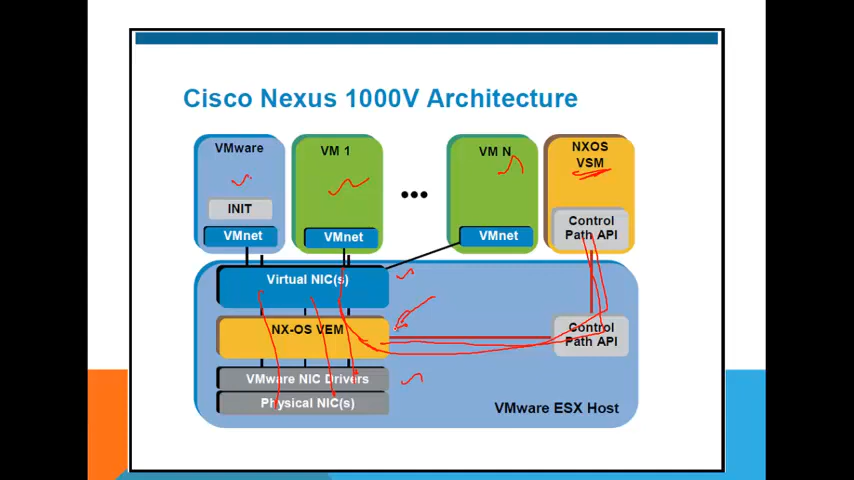 Cisco Nexus 1000V Architecture
VMware
VM 1
VM N
NXOS
VSM
INIT
VMnet
VMnet
VMnet
Control
Path API
Virtual NIC(s)
NX-OS VEM
Control
Path API
VMware NIC Drivers
Physical NIC(s)
VMware ESX Host